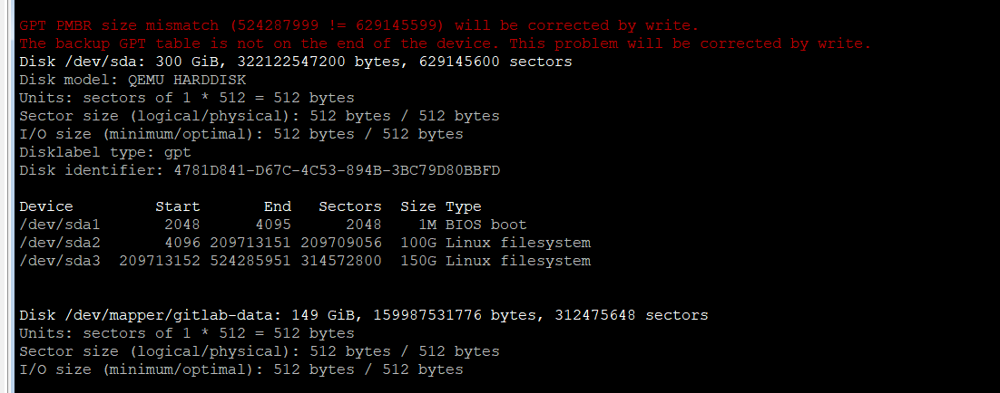 GPT PMBR size mismatch (524287999 != 629145599) will be corrected by write.
The backup GPT table is not on the end of the device. This problem will be corrected by write.
Disk /dev/sda: 300 GiB, 322122547200 bytes, 629145600 sectors
Disk model: QEMU HARDDISK
Units: sectors of 1 * 512 = 512 bytes
Sector size (logical/physical): 512 bytes / 512 bytes
I/O size (minimum/optimal): 512 bytes / 512 bytes
Disklabel type: gpt
Disk identifier: 4781D841-D67C-4C53-894B-3BC79D80BBFD
Device         Start       End   Sectors  Size Type
/dev/sda1       2048      4095      2048    1M BIOS boot
/dev/sda2       4096 209713151 209709056  100G Linux filesystem
/dev/sda3  209713152 524285951 314572800  150G Linux filesystem
Disk /dev/mapper/gitlab-data: 149 GiB, 159987531776 bytes, 312475648 sectors
Units: sectors of 1 * 512 = 512 bytes
Sector size (logical/physical): 512 bytes / 512 bytes
I/O size (minimum/optimal): 512 bytes / 512 bytes